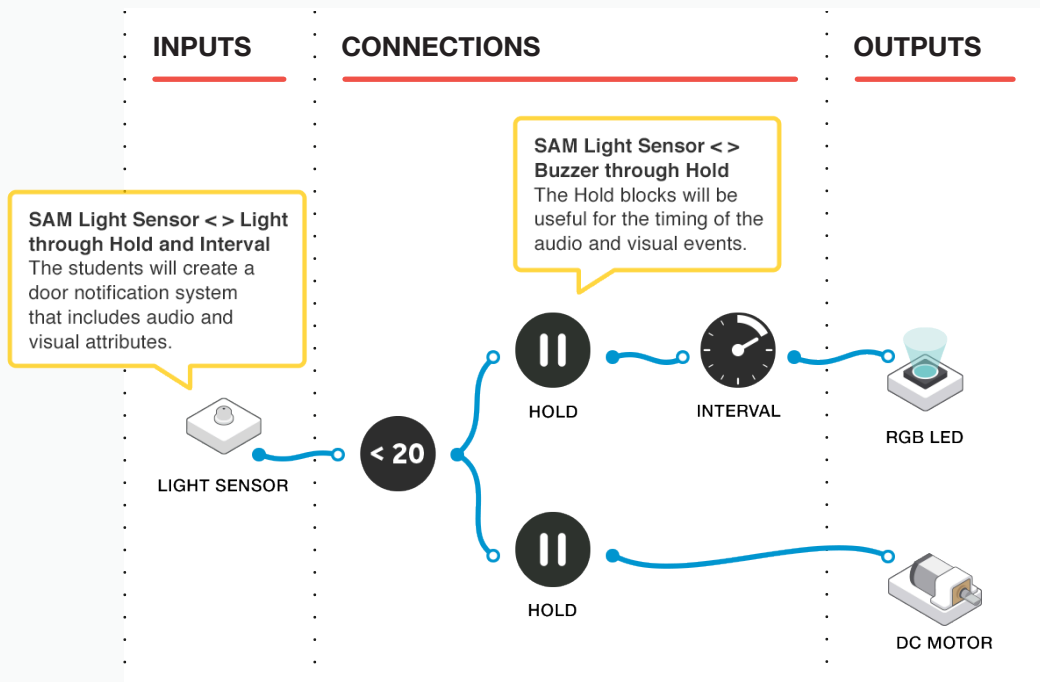 INPUTS
CONNECTIONS
OUTPUTS
SAM Light Sensor < >
Buzzer through Hold
The Hold blocks will be
useful for the timing of the
audio and visual events.
SAM Light Sensor < > Light
through Hold and Interval
The students will create a
door notification system
that includes audio and
visual attributes.
HOLD
INTERVAL
RGB LED
< 20
LIGHT SENSOR
HOLD
DC MOTOR